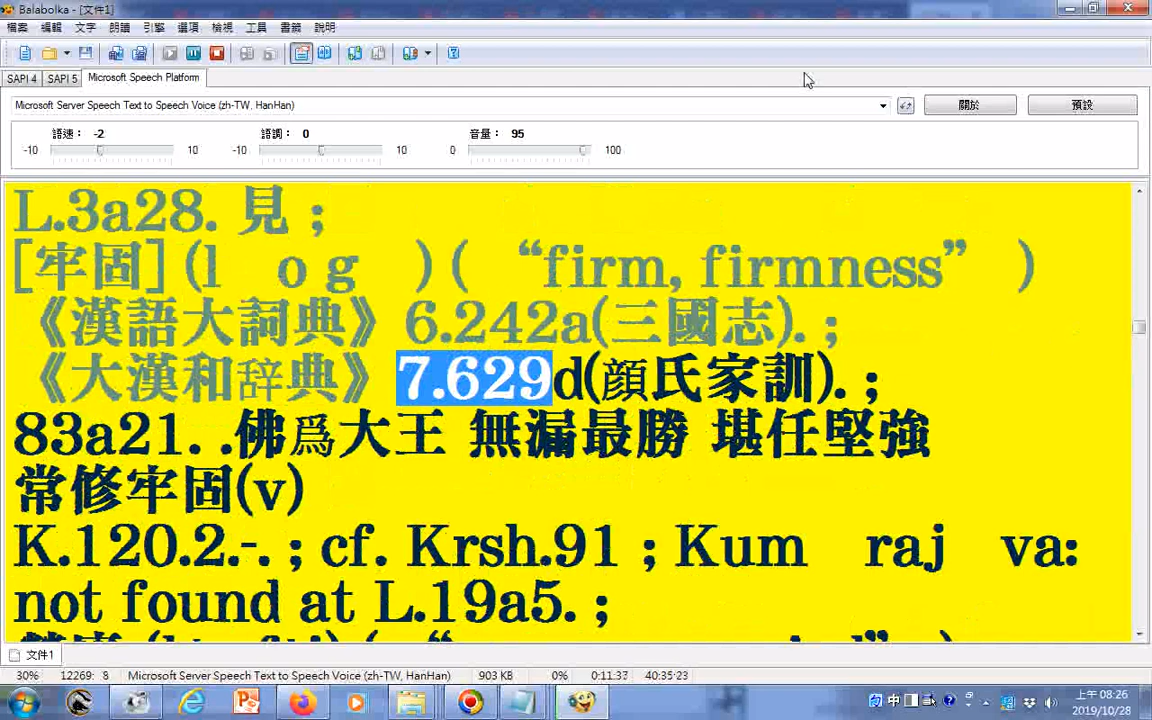 Balabolka - [文件1]
檔案 編輯 文字 朗讀 引擎 選項 檢視 工具 書籤 說明
SAPI 4 SAPI 5 Microsoft Speech Platform
Microsoft Server Speech Text to Speech Voice (zh-TW, HanHan) 關於 預設
語速： -2 語調： 0 音量： 95
-10 10 -10 10 0 100
L.3a28. 見 ;
[牢固] (l o g ) ( “firm, firmness” )
《漢語大詞典》 6.242a(三國志). ;
《大漢和辞典》 7.629d(顔氏家訓). ;
83a21. .佛爲大王 無漏最勝 堪任堅強
常修牢固(v)
K.120.2.-. ; cf. Krsh.91 ; Kum raj va:
not found at L.19a5. ;
文件1
30% 12269: 8 Microsoft Server Speech Text to Speech Voice (zh-TW, HanHan) 903 KB 0% 0:11:37 40:35:23
中
上午 08:26
2019/10/28